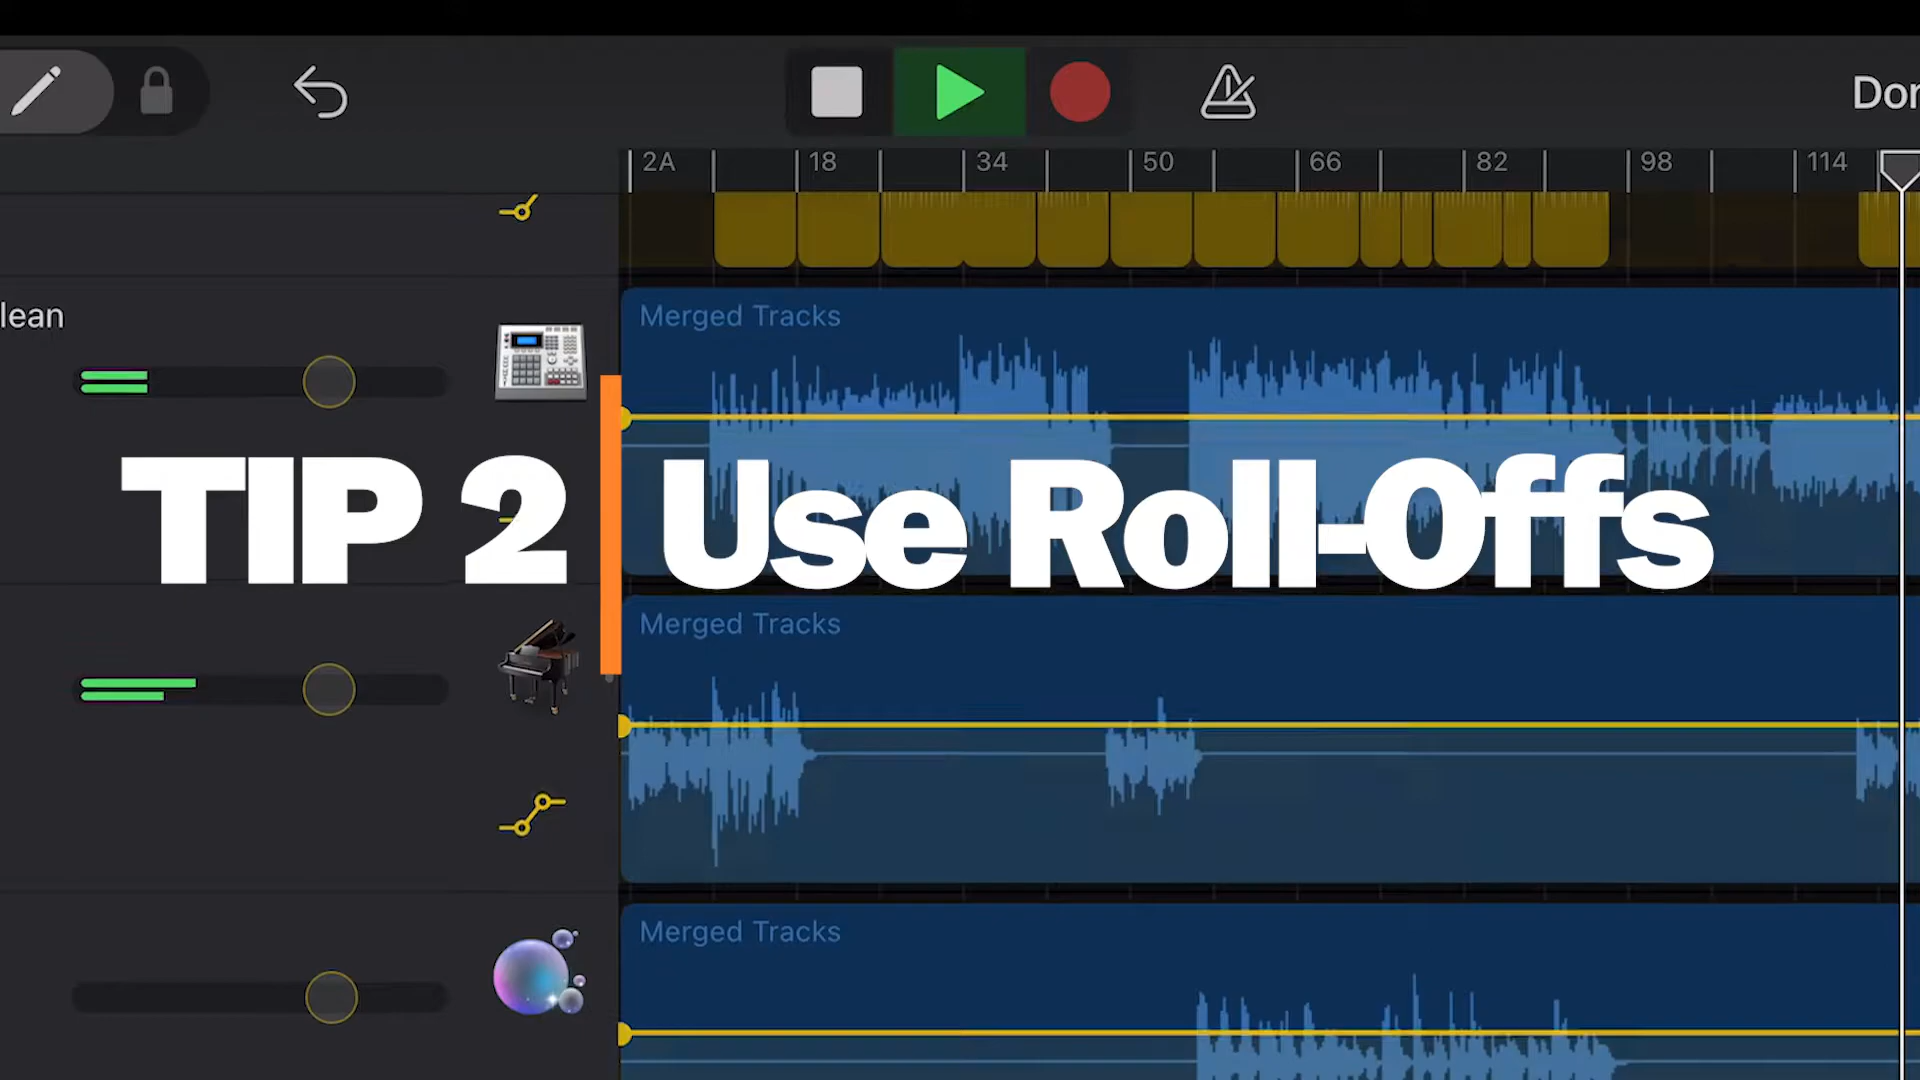 Don
2A 18 34 50 66 82 98 114
lean
Merged Tracks
TIP 2 Use Roll-Offs
Merged Tracks
Merged Tracks